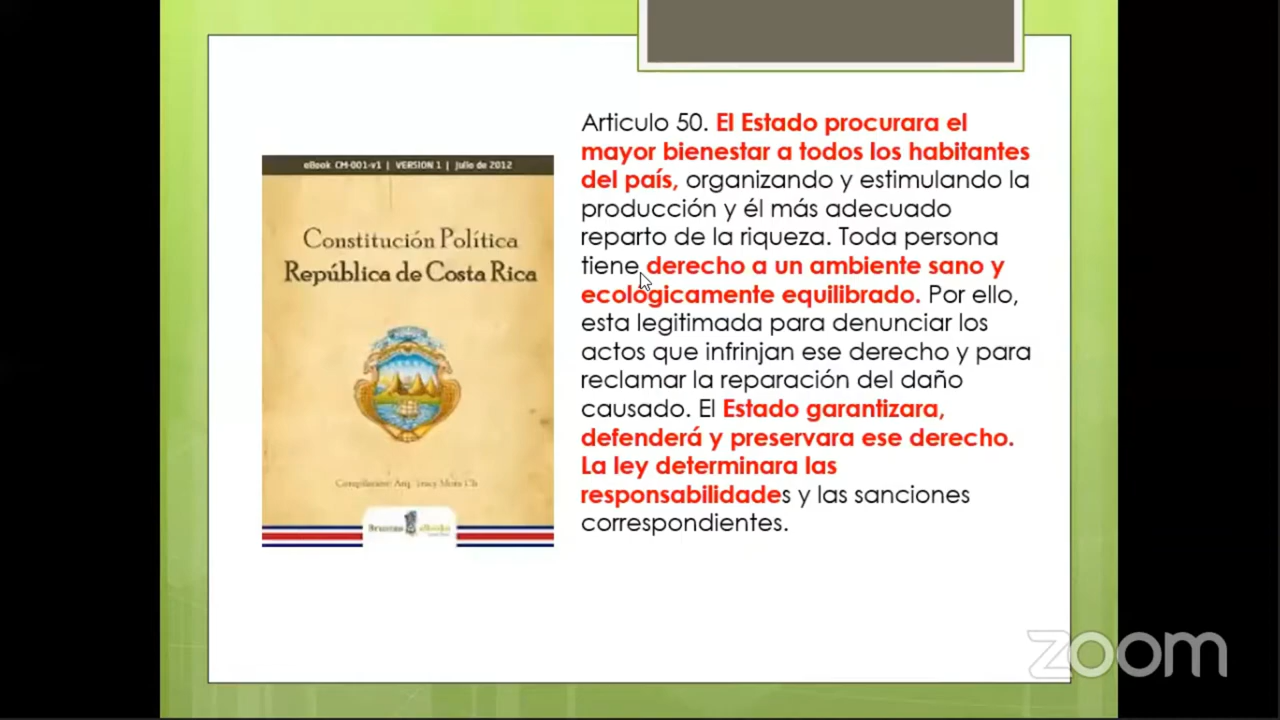 eBook CM-001-v1 | VERSION 1 | Julio de 2012
Constitución Política
República de Costa Rica
Articulo 50. El Estado procurara el
mayor bienestar a todos los habitantes
del país, organizando y estimulando la
producción y él más adecuado
reparto de la riqueza. Toda persona
tiene derecho a un ambiente sano y
ecológicamente equilibrado. Por ello,
esta legitimada para denunciar los
actos que infrinjan ese derecho y para
reclamar la reparación del daño
causado. El Estado garantizara,
defenderá y preservara ese derecho.
La ley determinara las
responsabilidades y las sanciones
correspondientes.
zoom